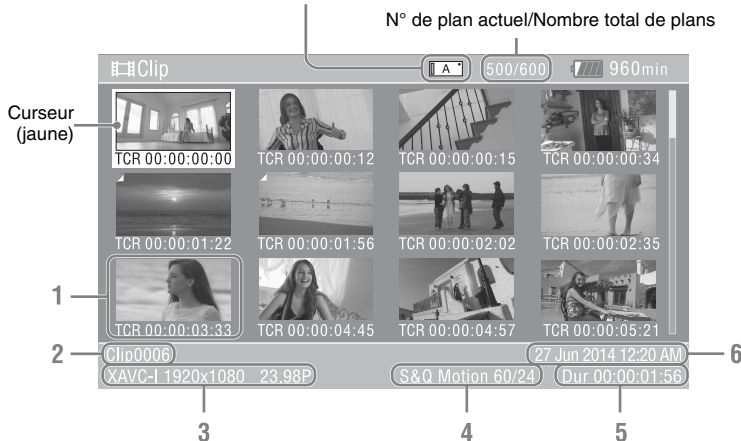 N° de plan actuel/Nombre total de plans
Clip
A
500/600
960min
Curseur
(jaune)
TCR 00:00:00:00
TCR 00:00:00:12
TCR 00:00:00:15
TCR 00:00:00:34
TCR 00:00:01:22
TCR 00:00:01:56
TCR 00:00:02:02
TCR 00:00:02:35
1
TCR 00:00:03:33
TCR 00:00:04:45
TCR 00:00:04:57
TCR 00:00:05:21
2
Clip0006
27 Jun 2014 12:20 AM
6
XAVC-I 1920x1080 23.98P
S&Q Motion 60/24
Dur 00:00:01:56
3
4
5